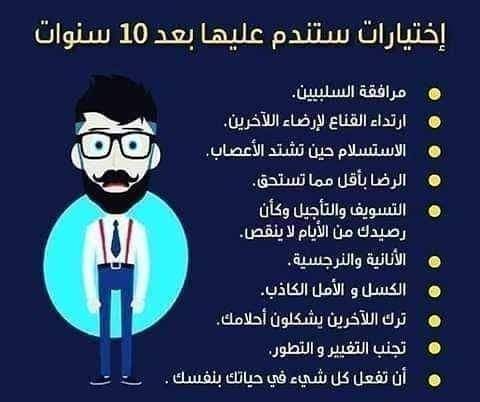 إختيارات ستندم عليها بعد 10 سنوات
مرافقة السلبيين.
ارتداء القناع لإرضاء اللآخرين.
الاستسلام حين تشتد الأعصاب.
الرضا بأقل مما تستحق.
التسويف والتأجيل وكأن
رصيدك من الأيام لا ينقص.
الأنانية والنرجسية.
الكسل و الأمل الكاذب.
ترك اللآخرين يشكلون أحلامك.
تجنب التغيير و التطور.
أن تفعل كل شيء في حياتك بنفسك .